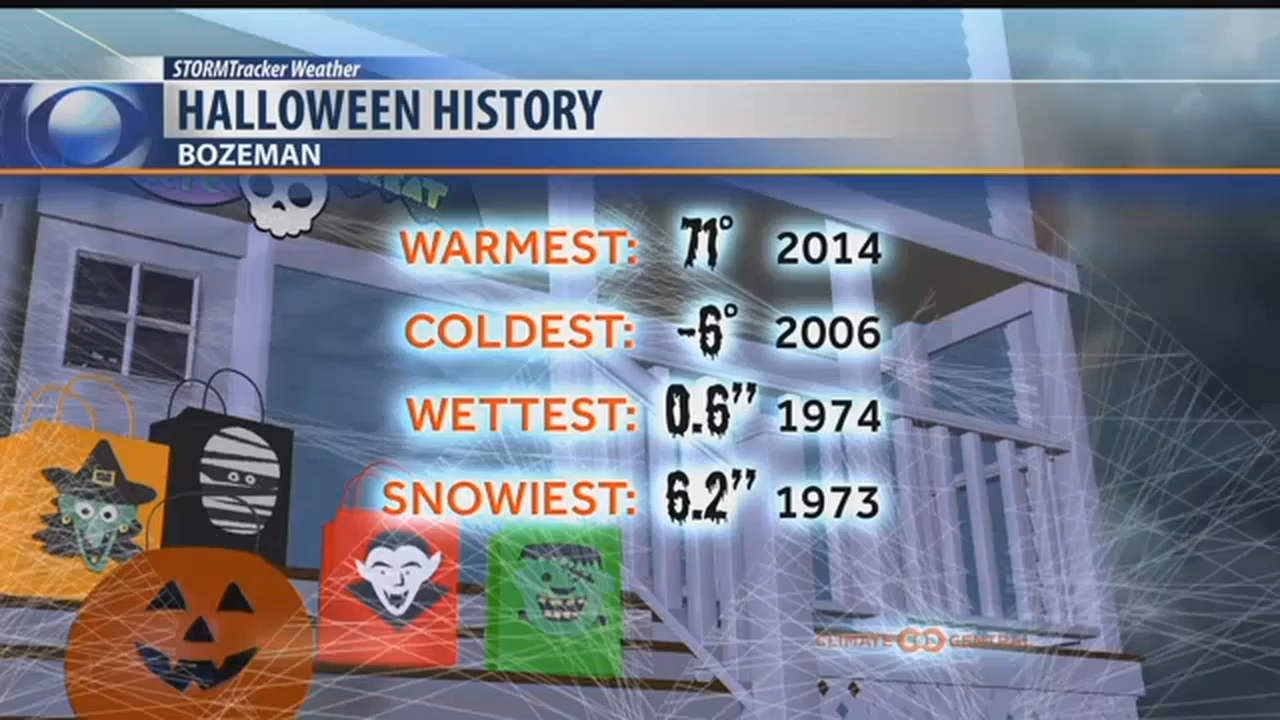 STORMTracker Weather
HALLOWEEN HISTORY
BOZEMAN
WARMEST: 71° 2014
COLDEST: -6° 2006
WETTEST: 0.6” 1974
SNOWIEST: 6.2” 1973
CLIMATE CENTRAL